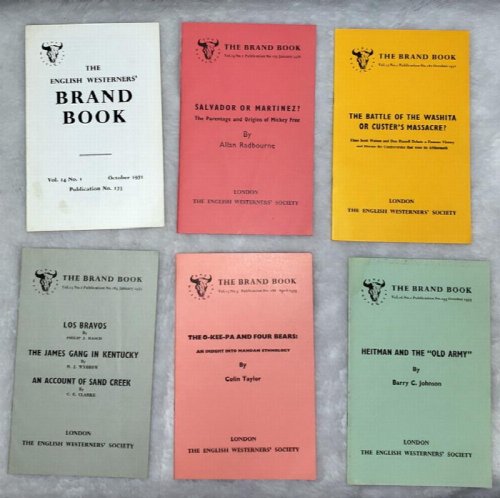 THE
ENGLISH WESTERNERS'
BRAND
BOOK
Vol. 14 No. 1 October 1971
Publication No.
THE BRAND BOOK
SALVADOR OR MARTINEZ?
The Parentage and Origins of Mickey Free
By
Allan Radbourne
LONDON
THE ENGLISH WESTERNERS' SOCIETY
THE BRAND BOOK
THE BATTLE OF THE WASHITA
OR CUSTER'S MASSACRE?
LONDON
THE ENGLISH WESTERNERS' SOCIETY
THE BRAND BOOK
LOS BRAVOS
By
PHILIP J. RASCH
THE JAMES GANG IN KENTUCKY
By
AN ACCOUNT OF SAND CREEK
By
C. E. CLARKE
LONDON
THE ENGLISH WESTERNERS' SOCIETY
THE BRAND BOOK
THE O-KEE-PA AND FOUR BEARS:
AN INSIGHT INTO MANDAN ETHNOLOGY
By
Colin Taylor
LONDON
THE ENGLISH WESTERNERS' SOCIETY
THE BRAND BOOK
HEITMAN AND THE "OLD ARMY"
By
Barry C. Johnson
LONDON
THE ENGLISH WESTERNERS' SOCIETY